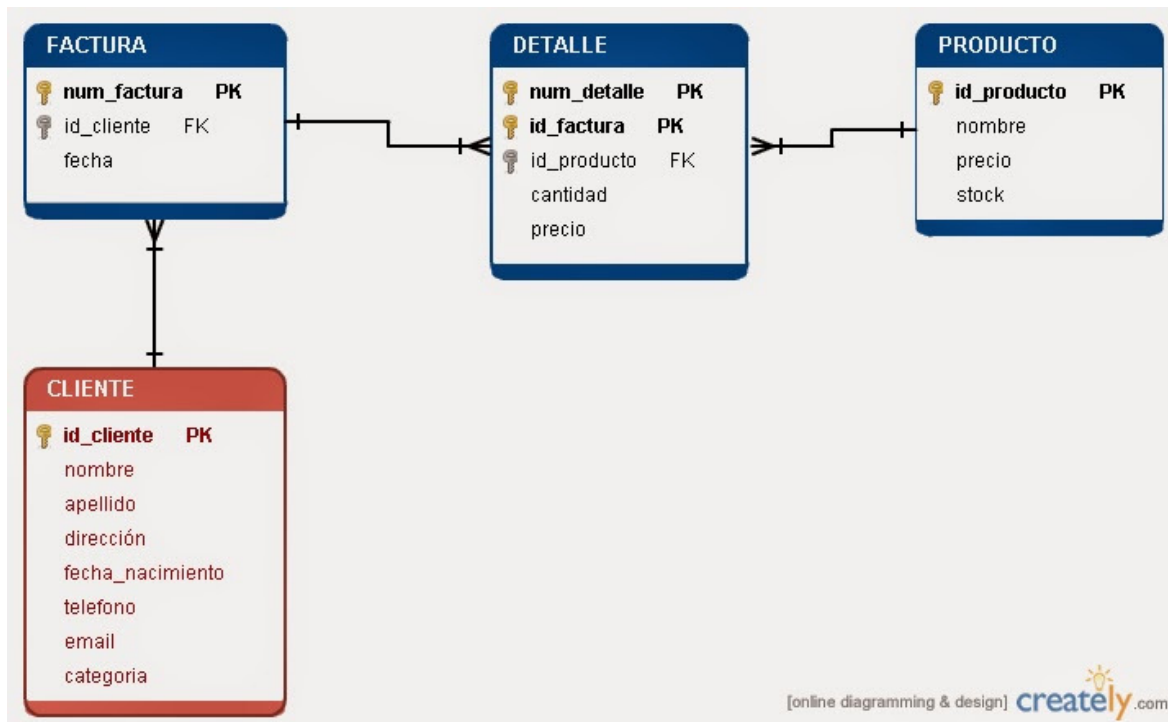 FACTURA
num_factura PK
id_cliente FK
fecha
DETALLE
num_detalle PK
id_factura PK
id_producto FK
cantidad
precio
PRODUCTO
id_producto PK
nombre
precio
stock
CLIENTE
id_cliente PK
nombre
apellido
dirección
fecha_nacimiento
telefono
email
categoria
[online diagramming & design] creately.com